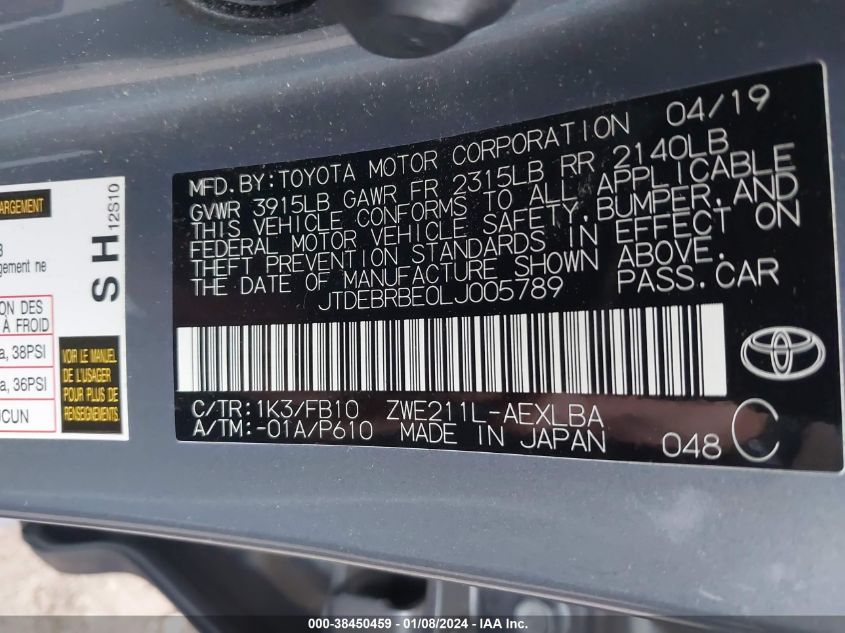 ARGEMENT
gement ne
ION DES
À FROID
a, 38PSI
a, 36PSI
UCUN
SH
12S10
VOIR LE MANUEL
DE L'USAGER
POUR PLUS DE
RENSEIGNEMENTS
MFD.BY:TOYOTA MOTOR CORPORATION 04/19
GVWR 3915LB GAWR FR 2315LB RR 2140LB
THIS VEHICLE CONFORMS TO ALL APPLICABLE
FEDERAL MOTOR VEHICLE SAFETY,BUMPER,AND
THEFT PREVENTION STANDARDS IN EFFECT ON
THE DATE OF MANUFACTURE SHOWN ABOVE.
JTDEBRBE0LJ005789 PASS.CAR
C/TR:1K3/FB10 ZWE211L-AEXLBA
A/TM:-01A/P610 MADE IN JAPAN 048 C
000-38450459 - 01/08/2024 - IAA Inc.